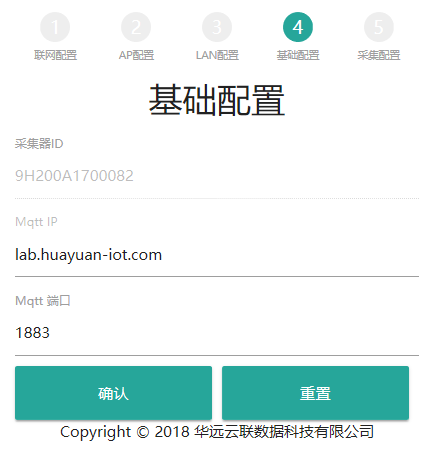 1 2 3 4 5
联网配置 AP配置 LAN配置 基础配置 采集配置
基础配置
采集器ID
9H200A1700082
Mqtt IP
lab.huayuan-iot.com
Mqtt 端口
1883
确认 重置
Copyright © 2018 华远云联数据科技有限公司